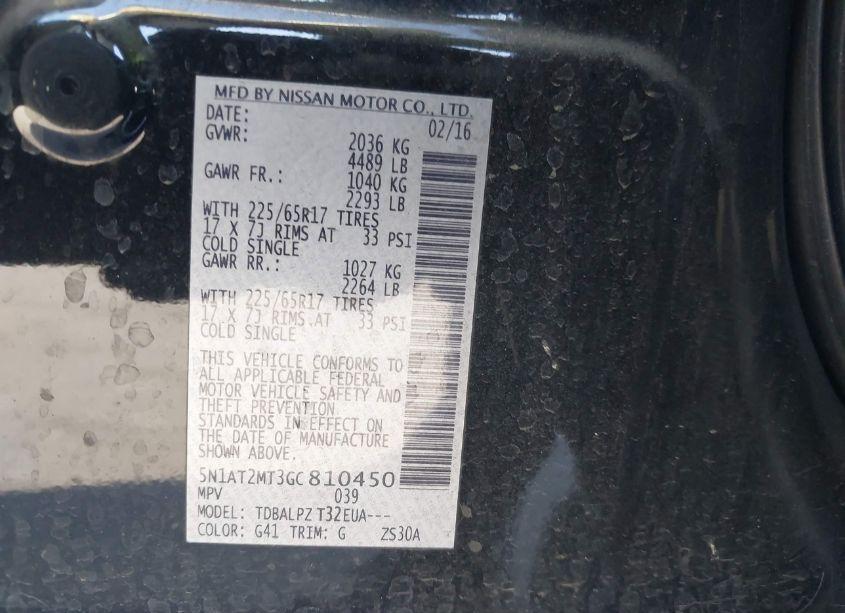 MFD BY NISSAN MOTOR CO., LTD.
DATE: 02/16
GVWR: 2036 KG
4489 LB
GAWR FR.: 1040 KG
2293 LB
WITH 225/65R17 TIRES
17 X 7J RIMS AT 33 PSI
COLD SINGLE
GAWR RR.: 1027 KG
2264 LB
WITH 225/65R17 TIRES
17 X 7J RIMS AT 33 PSI
COLD SINGLE
THIS VEHICLE CONFORMS TO
ALL APPLICABLE FEDERAL
MOTOR VEHICLE SAFETY AND
THEFT PREVENTION
STANDARDS IN EFFECT ON
THE DATE OF MANUFACTURE
SHOWN ABOVE.
5N1AT2MT3GC810450
MPV 039
MODEL: TDBALPZ T32EUA---
COLOR: G41 TRIM: G ZS30A